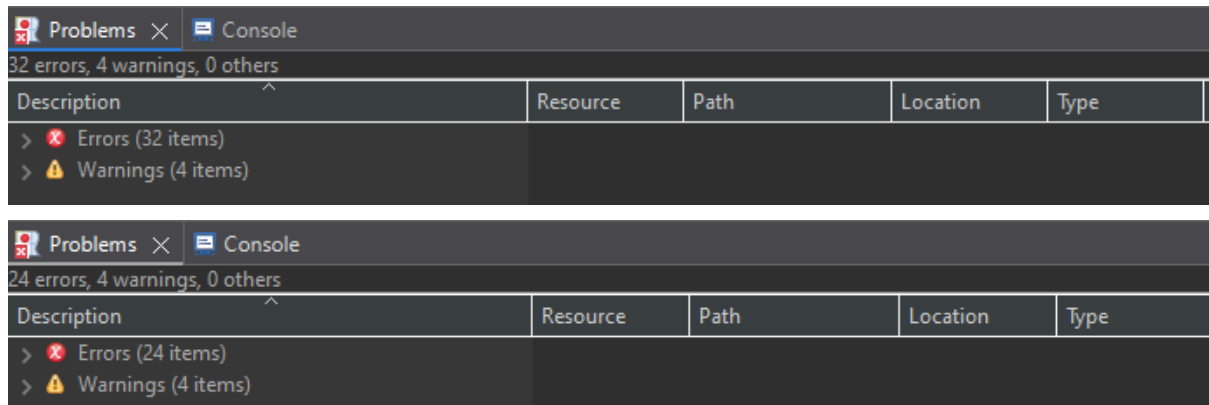 Problems Console
32 errors, 4 warnings, 0 others
Description Resource Path Location Type
Errors (32 items)
Warnings (4 items)
Problems Console
24 errors, 4 warnings, 0 others
Description Resource Path Location Type
Errors (24 items)
Warnings (4 items)